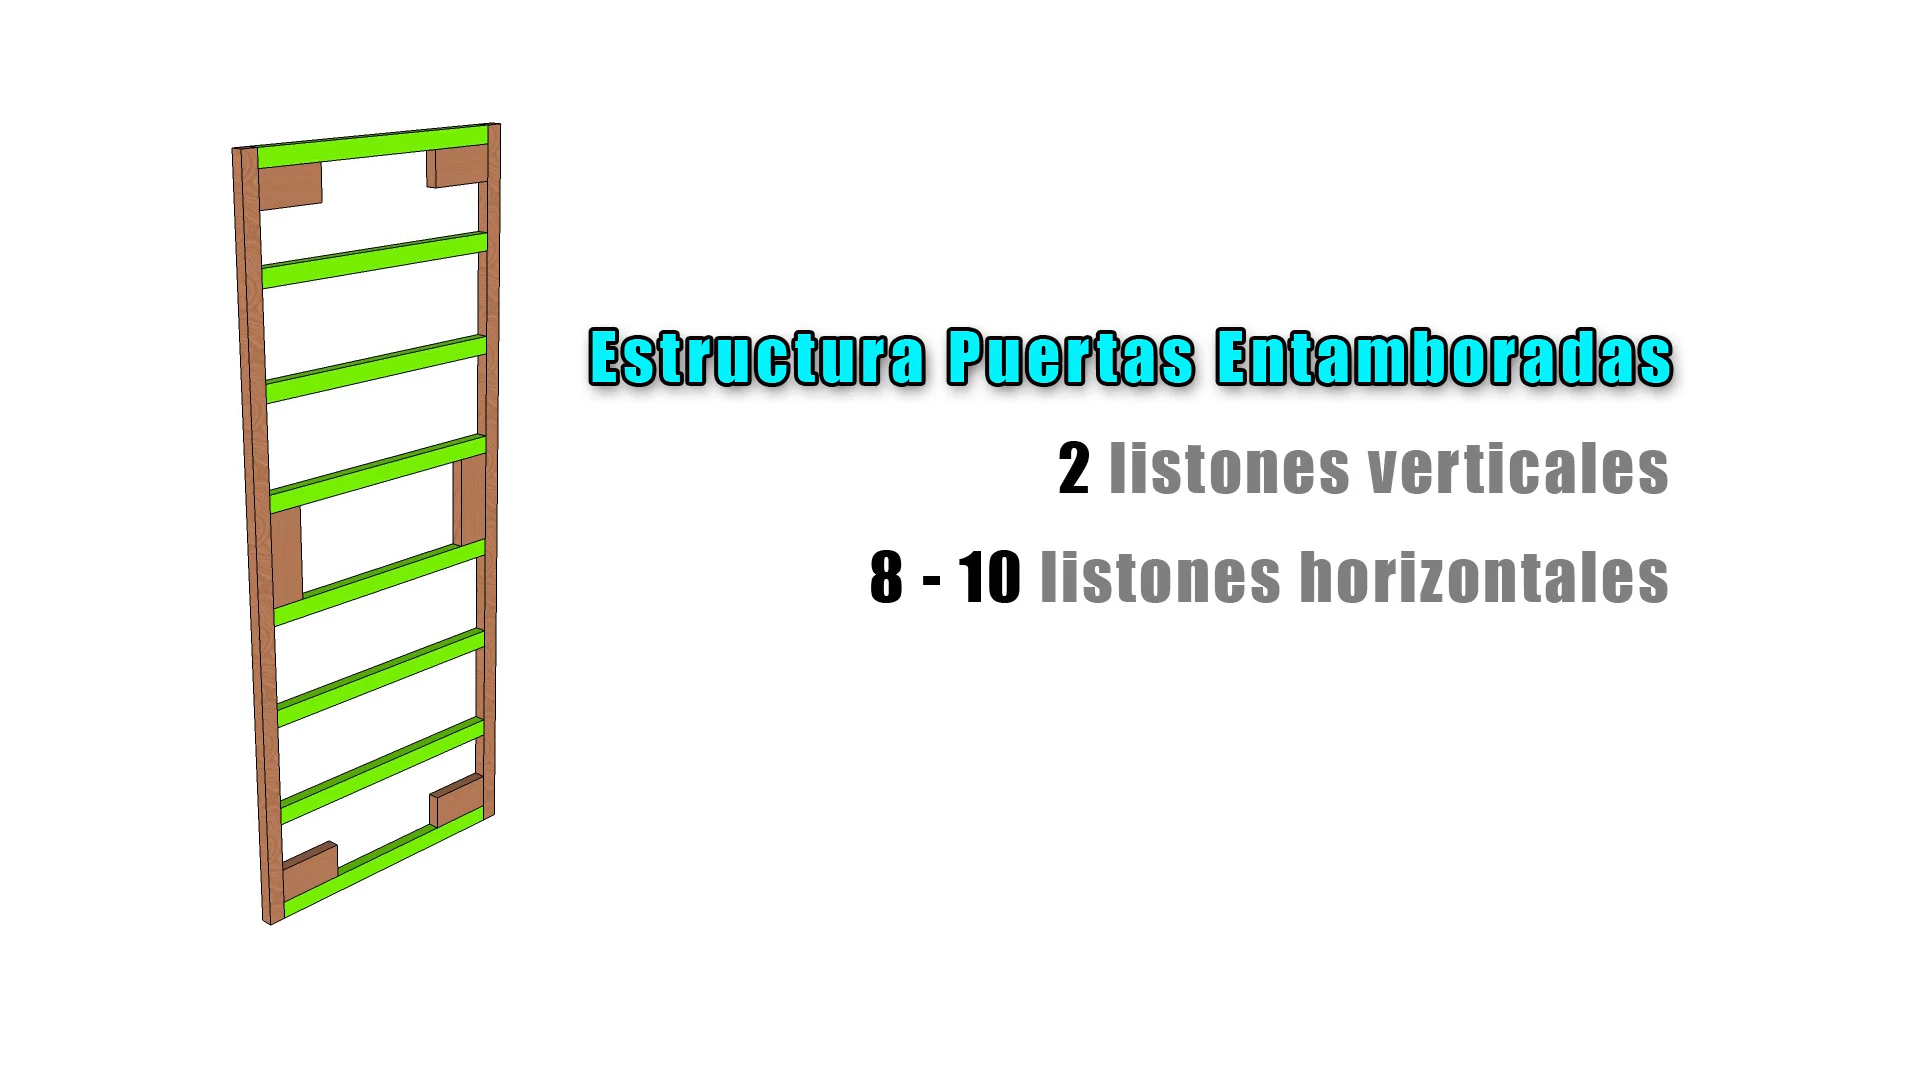 Estructura Puertas Entamboradas
2 listones verticales
8 - 10 listones horizontales